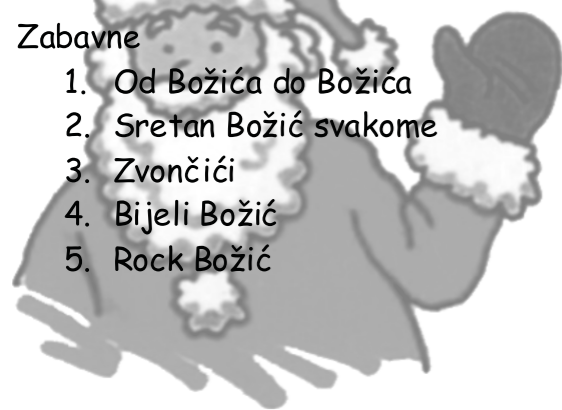 Zabavne
1. Od Božića do Božića
2. Sretan Božić svakome
3. Zvončići
4. Bijeli Božić
5. Rock Božić